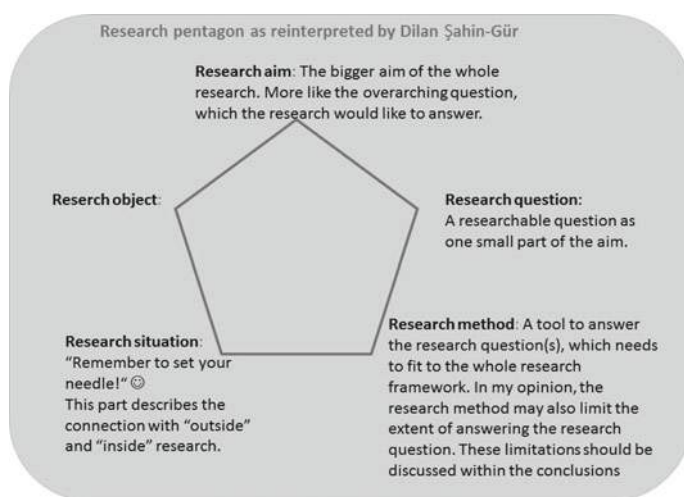 Research pentagon as reinterpreted by Dilan Şahin-Gür
Research aim: The bigger aim of the whole
research. More like the overarching question,
which the research would like to answer.
Reserch object:
Research question:
A researchable question as
one small part of the aim.
Research situation:
“Remember to set your
needle!“ ☺
This part describes the
connection with “outside”
and “inside” research.
Research method: A tool to answer
the research question(s), which needs
to fit to the whole research
framework. In my opinion, the
research method may also limit the
extent of answering the research
question. These limitations should be
discussed within the conclusions